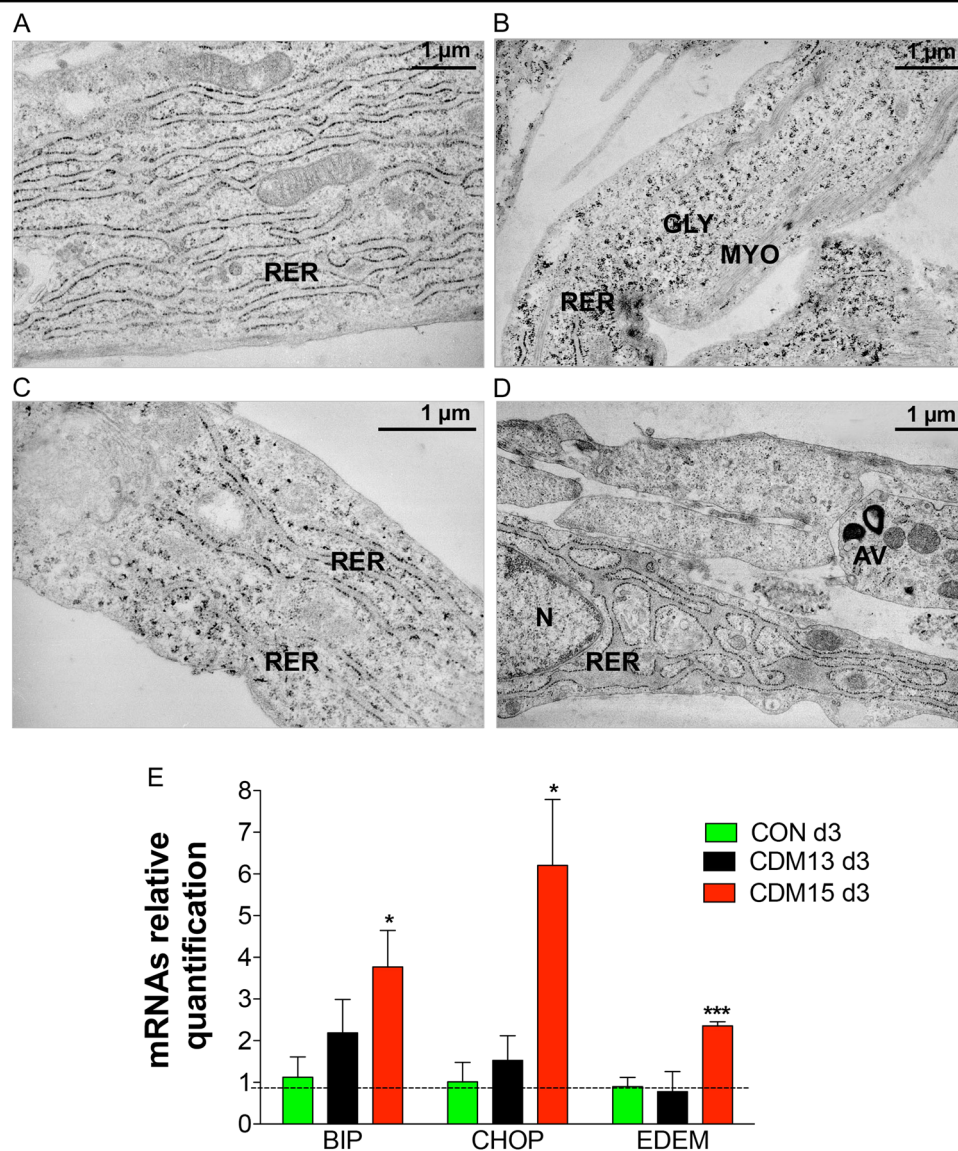 A
1 µm
RER
B
1 µm
GLY
MYO
RER
C
1 µm
RER
RER
D
1 µm
AV
N
RER
E
mRNAs relative
quantification
8
7
6
5
4
3
2
1
0
*
*
***
BIP
CHOP
EDEM
CON d3
CDM13 d3
CDM15 d3